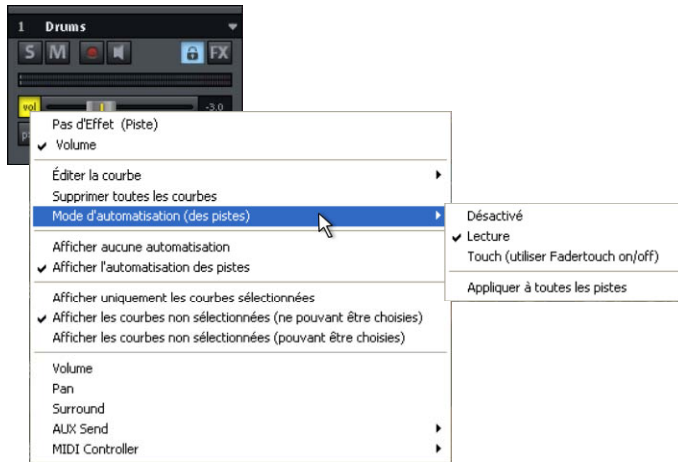 1 Drums
S M FX
vol -3.0
Pas d'Effet (Piste)
Volume
Éditer la courbe
Supprimer toutes les courbes
Mode d'automatisation (des pistes)
Désactivé
Lecture
Touch (utiliser Fadertouch on/off)
Appliquer à toutes les pistes
Afficher aucune automatisation
Afficher l'automatisation des pistes
Afficher uniquement les courbes sélectionnées
Afficher les courbes non sélectionnées (ne pouvant être choisies)
Afficher les courbes non sélectionnées (pouvant être choisies)
Volume
Pan
Surround
AUX Send
MIDI Controller